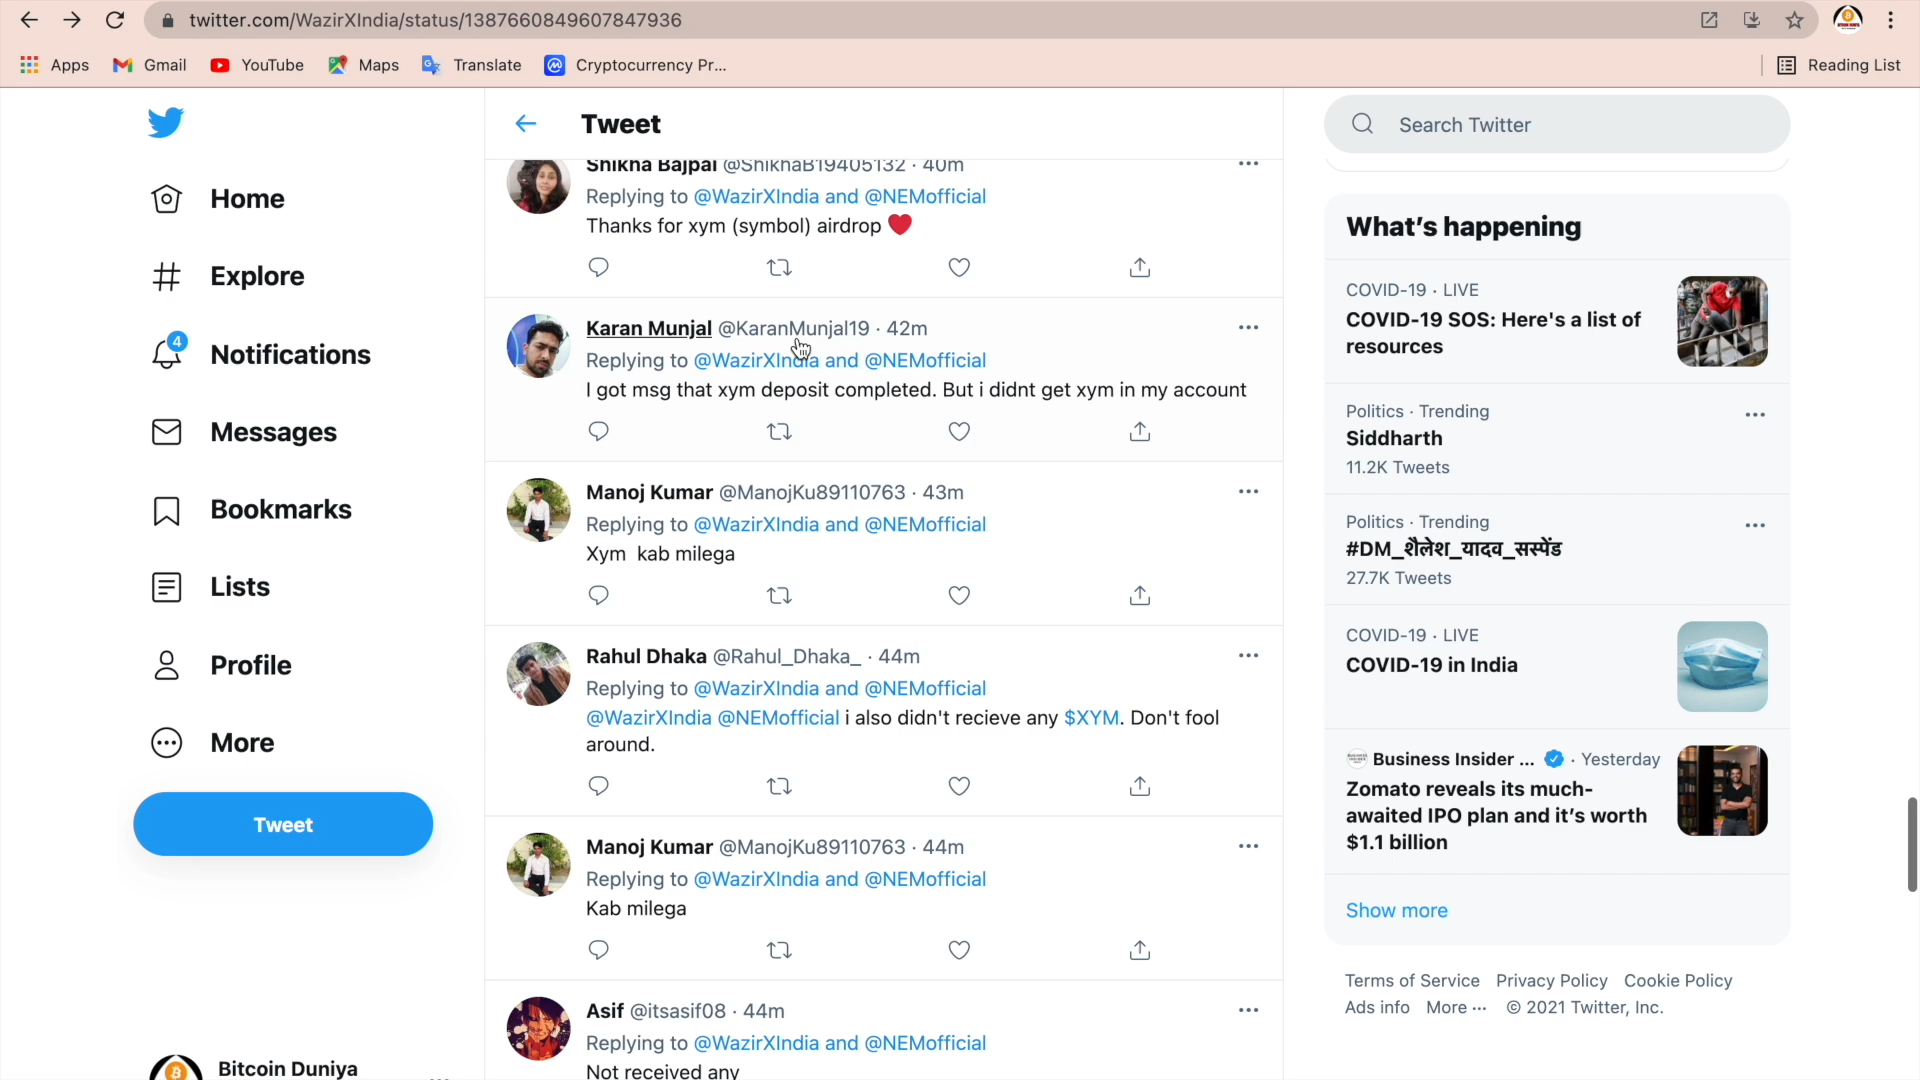 twitter.com/WazirXIndia/status/1387660849607847936
Apps Gmail YouTube Maps Translate Cryptocurrency Pr... Reading List
Home
Explore
4
Notifications
Messages
Bookmarks
Lists
Profile
More
Tweet
Bitcoin Duniya
Tweet
Shikha Bajpai @ShikhaB19405132 · 40m
Replying to @WazirXIndia and @NEMofficial
Thanks for xym (symbol) airdrop ❤️
Karan Munjal @KaranMunjal19 · 42m
Replying to @WazirXIndia and @NEMofficial
I got msg that xym deposit completed. But i didnt get xym in my account
Manoj Kumar @ManojKu89110763 · 43m
Replying to @WazirXIndia and @NEMofficial
Xym kab milega
Rahul Dhaka @Rahul_Dhaka_ · 44m
Replying to @WazirXIndia and @NEMofficial
@WazirXIndia @NEMofficial i also didn't recieve any $XYM. Don't fool
around.
Manoj Kumar @ManojKu89110763 · 44m
Replying to @WazirXIndia and @NEMofficial
Kab milega
Asif @itsasif08 · 44m
Replying to @WazirXIndia and @NEMofficial
Not received any
Search Twitter
What's happening
COVID-19 · LIVE
COVID-19 SOS: Here's a list of
resources
Politics · Trending
Siddharth
11.2K Tweets
Politics · Trending
#DM_शैलेश_यादव_सस्पेंड
27.7K Tweets
COVID-19 · LIVE
COVID-19 in India
Business Insider ... · Yesterday
Zomato reveals its much-
awaited IPO plan and it's worth
$1.1 billion
Show more
Terms of Service Privacy Policy Cookie Policy
Ads info More ··· © 2021 Twitter, Inc.